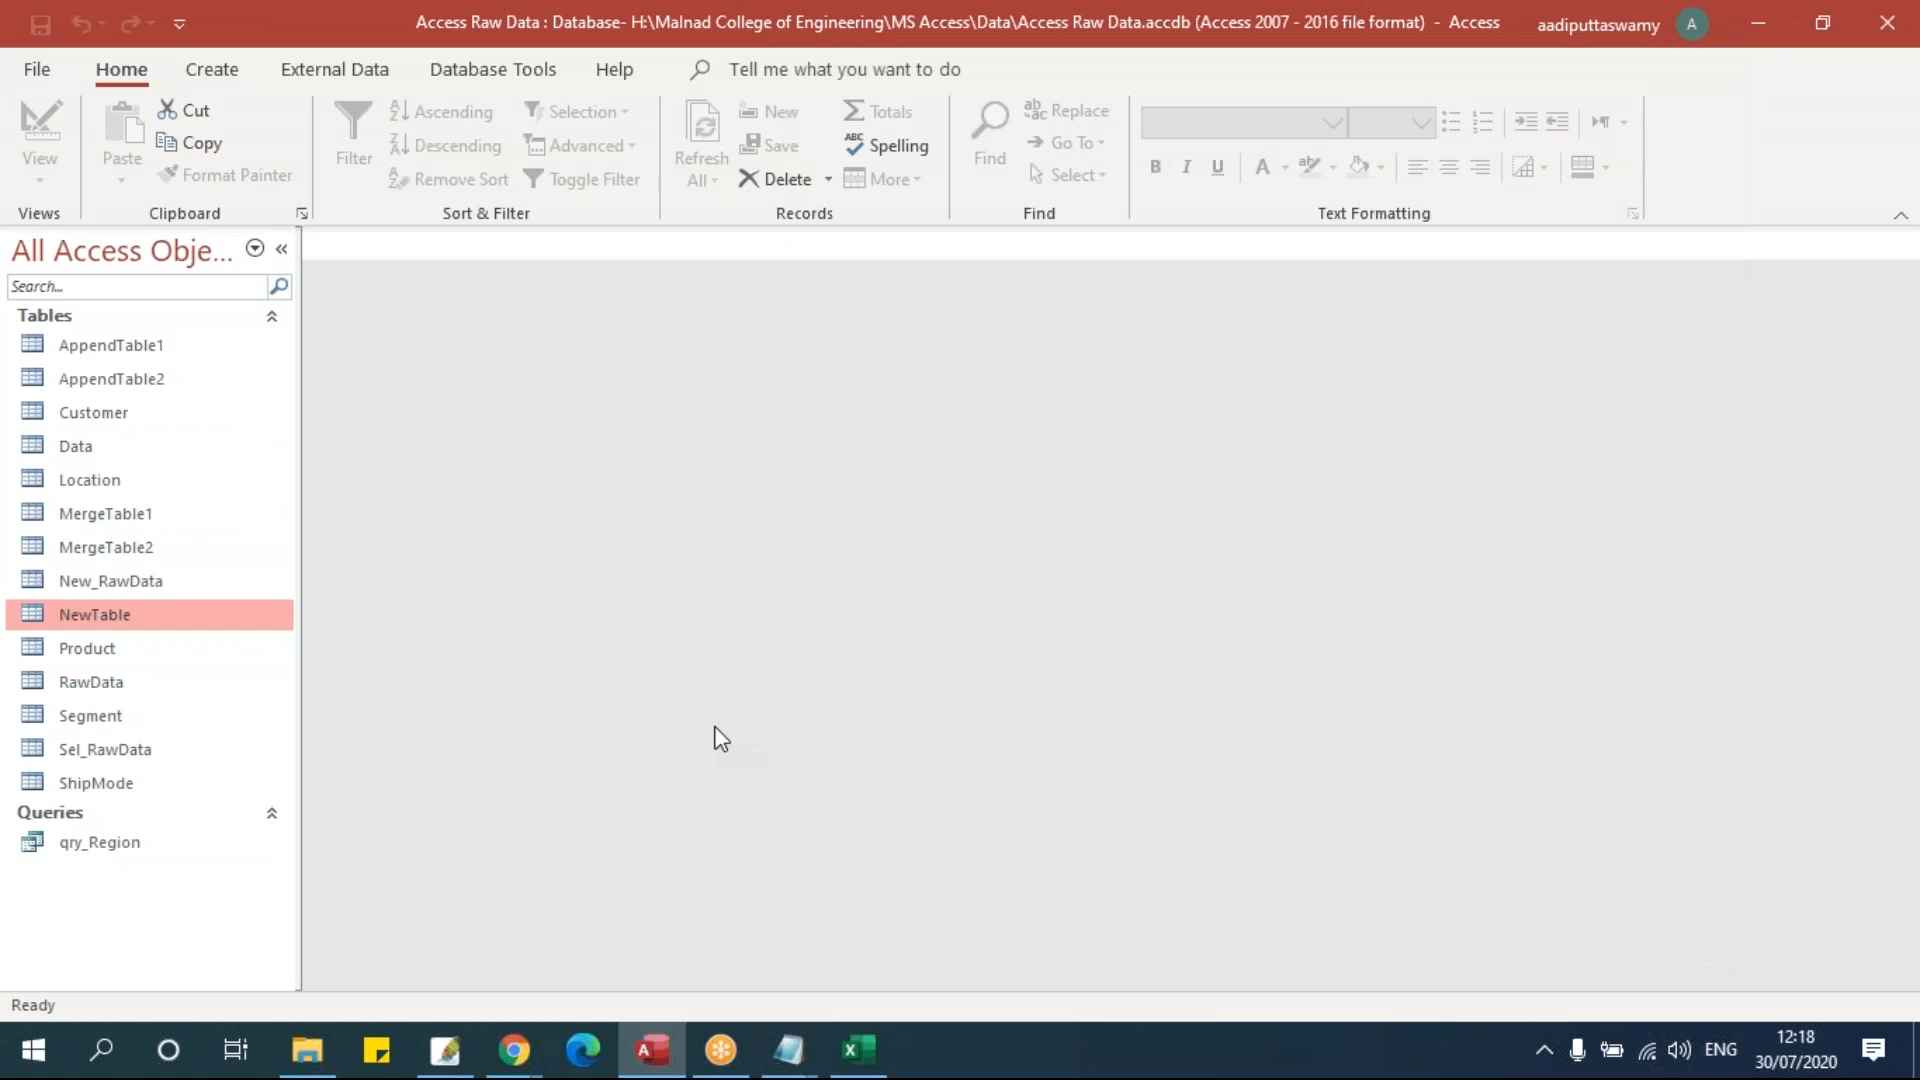 Access Raw Data : Database- H:\Malnad College of Engineering\MS Access\Data\Access Raw Data.accdb (Access 2007 - 2016 file format) - Access
aadiputtaswamy
A
File
Home
Create
External Data
Database Tools
Help
Tell me what you want to do
View
Views
Paste
Cut
Copy
Format Painter
Clipboard
Filter
Ascending
Descending
Remove Sort
Selection
Advanced
Toggle Filter
Sort & Filter
Refresh
All
New
Save
Delete
Totals
Spelling
More
Records
Find
Replace
Go To
Select
Find
B I U A
Text Formatting
All Access Obje...
Search...
Tables
AppendTable1
AppendTable2
Customer
Data
Location
MergeTable1
MergeTable2
New_RawData
NewTable
Product
RawData
Segment
Sel_RawData
ShipMode
Queries
qry_Region
Ready
ENG
12:18
30/07/2020